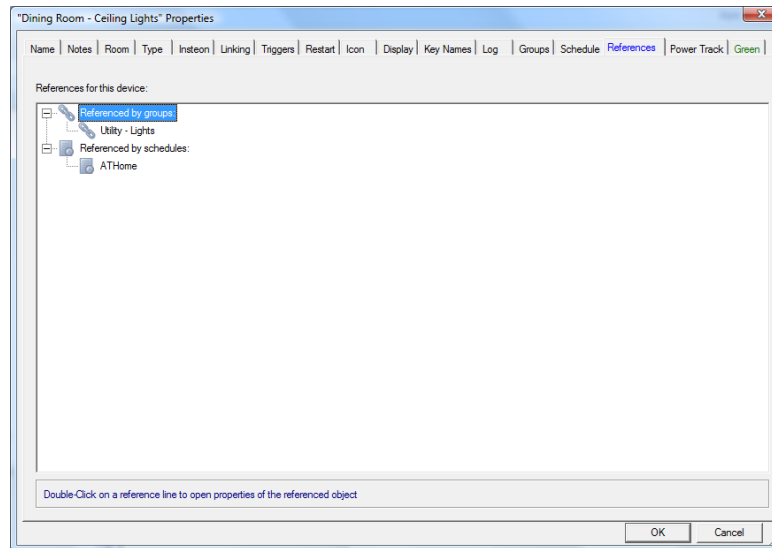 "Dining Room - Ceiling Lights" Properties
Name Notes Room Type Insteon Linking Triggers Restart Icon Display Key Names Log Groups Schedule References Power Track Green
References for this device:
Referenced by groups:
Utility - Lights
Referenced by schedules:
ATHome
Double-Click on a reference line to open properties of the referenced object
OK Cancel